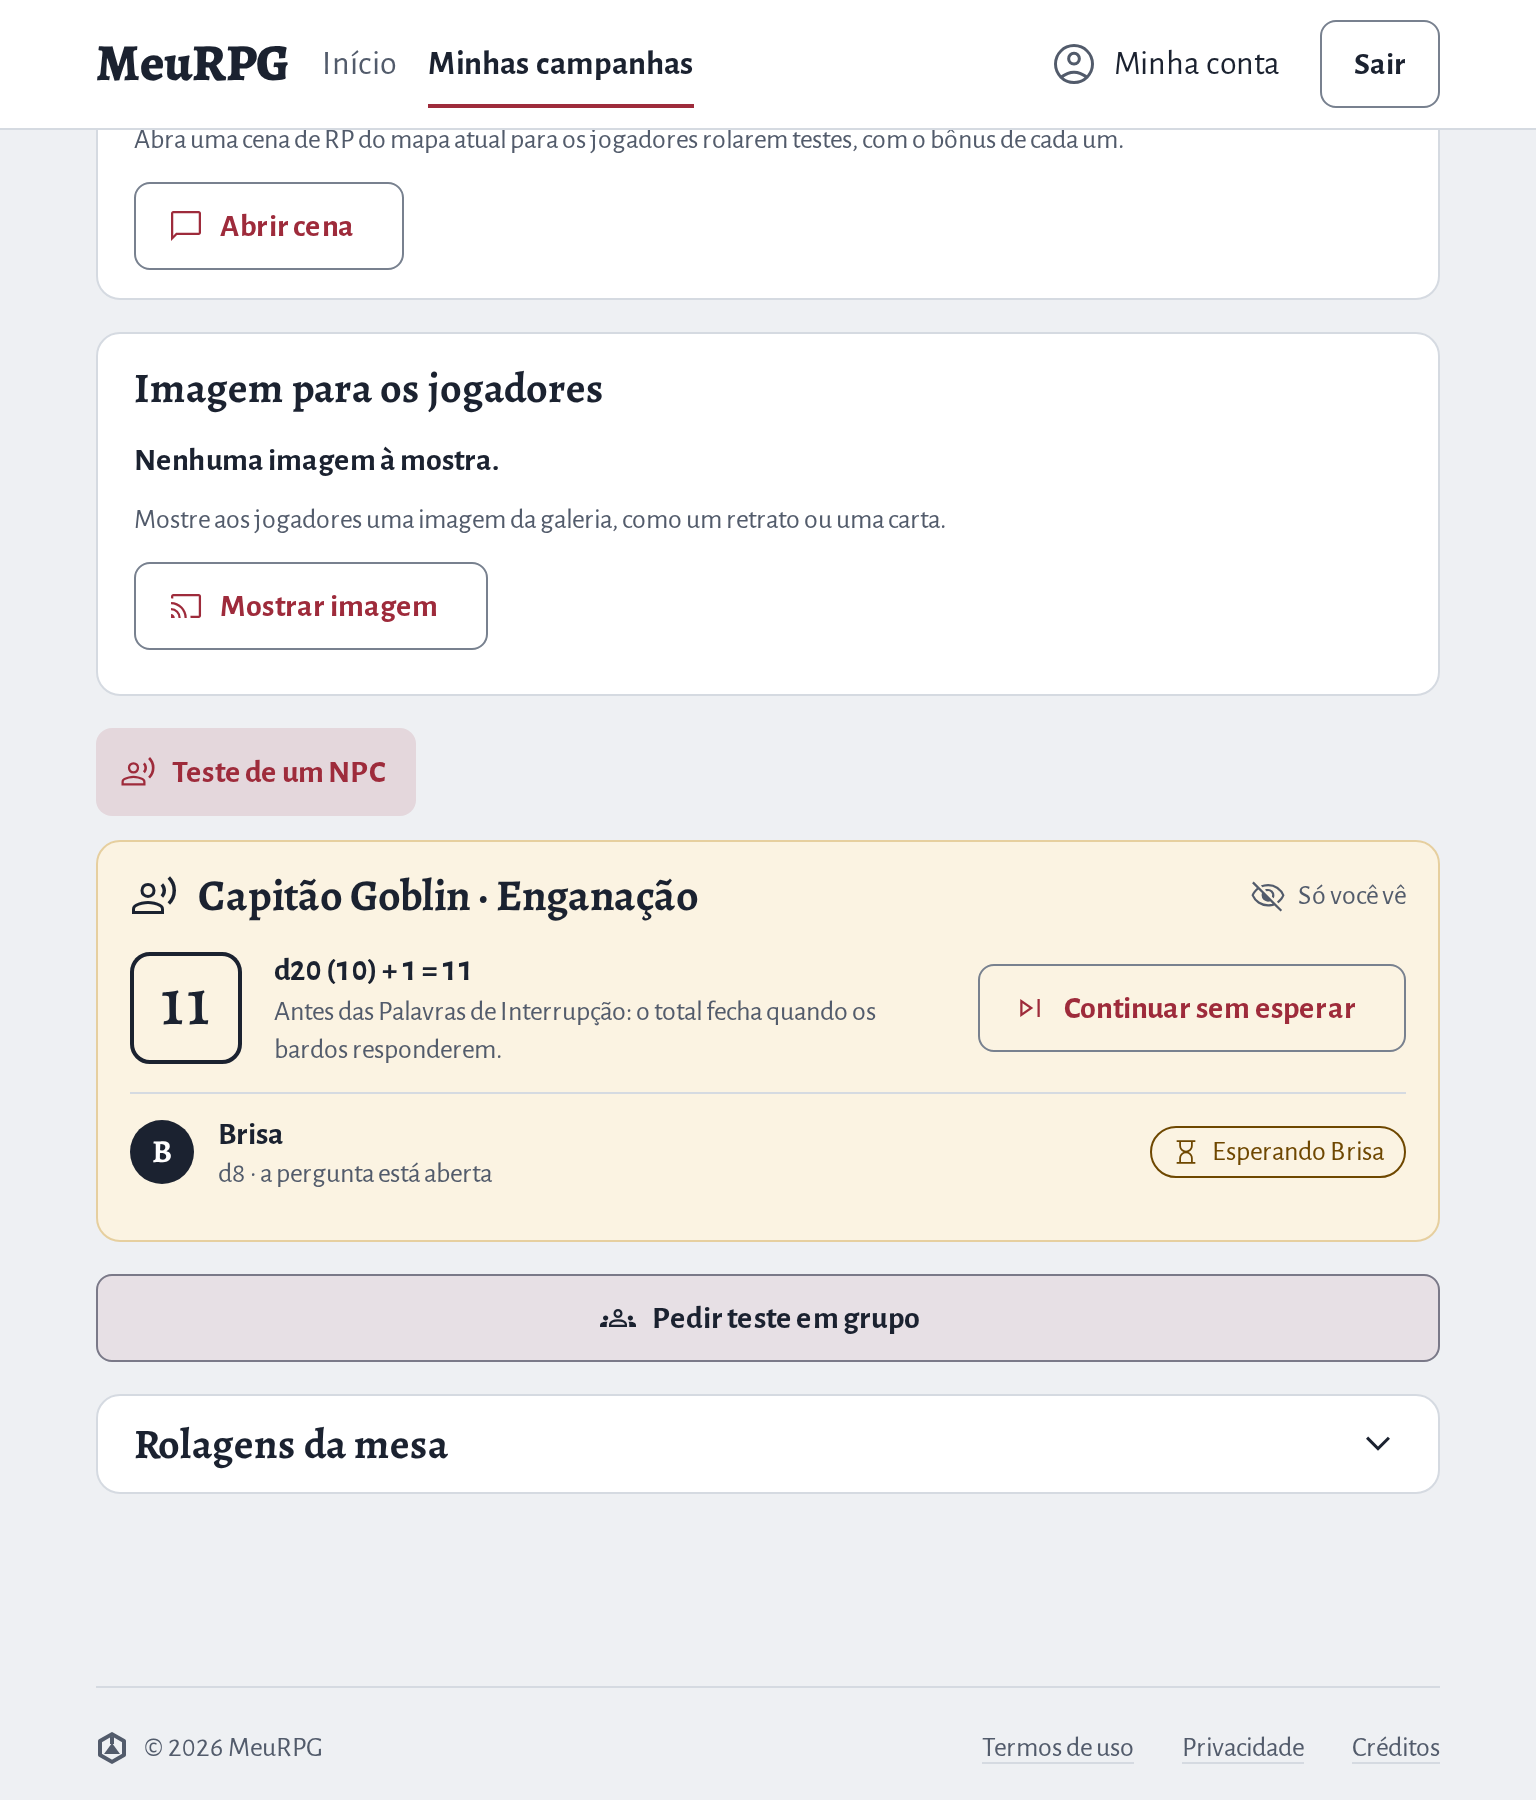 MeuRPG
Início
Minhas campanhas
Minha conta
Sair
Abra uma cena de RP do mapa atual para os jogadores rolarem testes, com o bônus de cada um.
Abrir cena
Imagem para os jogadores
Nenhuma imagem à mostra.
Mostre aos jogadores uma imagem da galeria, como um retrato ou uma carta.
Mostrar imagem
Teste de um NPC
Capitão Goblin · Enganação
Só você vê
11
d20 (10) + 1 = 11
Antes das Palavras de Interrupção: o total fecha quando os
bardos responderem.
Continuar sem esperar
B
Brisa
d8 · a pergunta está aberta
Esperando Brisa
Pedir teste em grupo
Rolagens da mesa
© 2026 MeuRPG
Termos de uso
Privacidade
Créditos